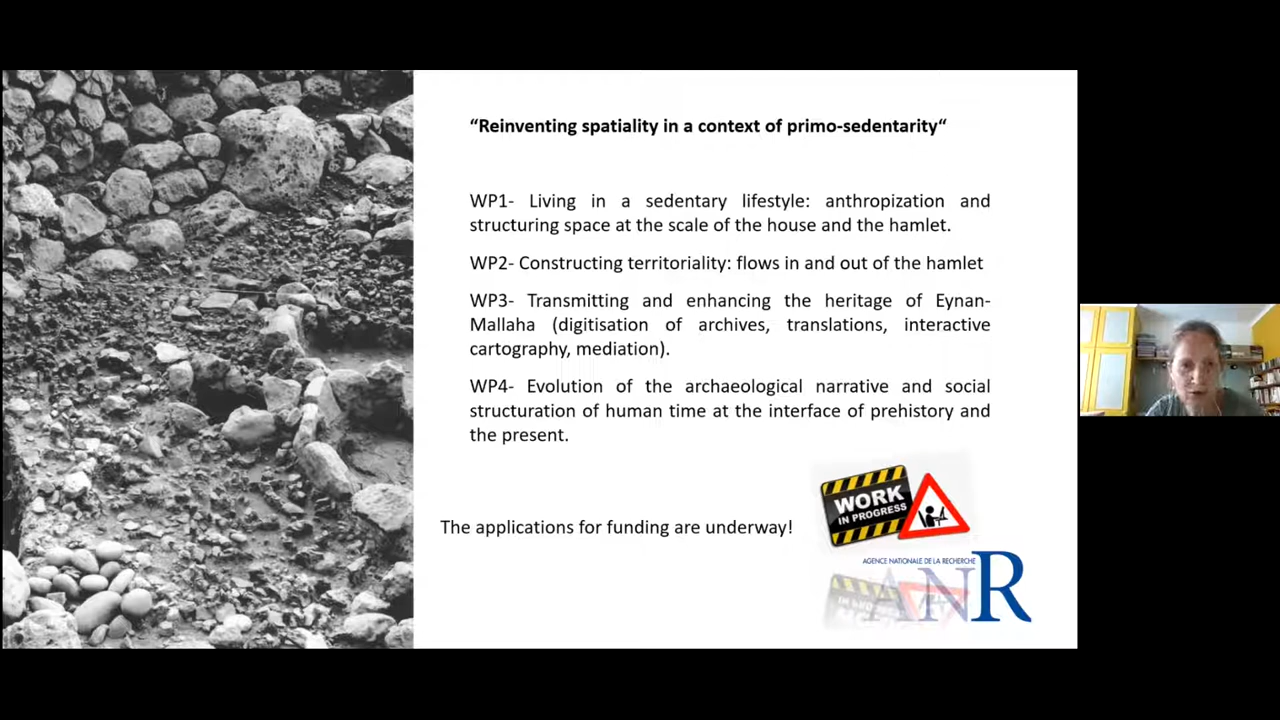 “Reinventing spatiality in a context of primo-sedentarity“
WP1- Living in a sedentary lifestyle: anthropization and
structuring space at the scale of the house and the hamlet.
WP2- Constructing territoriality: flows in and out of the hamlet
WP3- Transmitting and enhancing the heritage of Eynan-
Mallaha (digitisation of archives, translations, interactive
cartography, mediation).
WP4- Evolution of the archaeological narrative and social
structuration of human time at the interface of prehistory and
the present.
WORK
IN PROGRESS
The applications for funding are underway!
AGENCE NATIONALE DE LA RECHERCHE
ANR